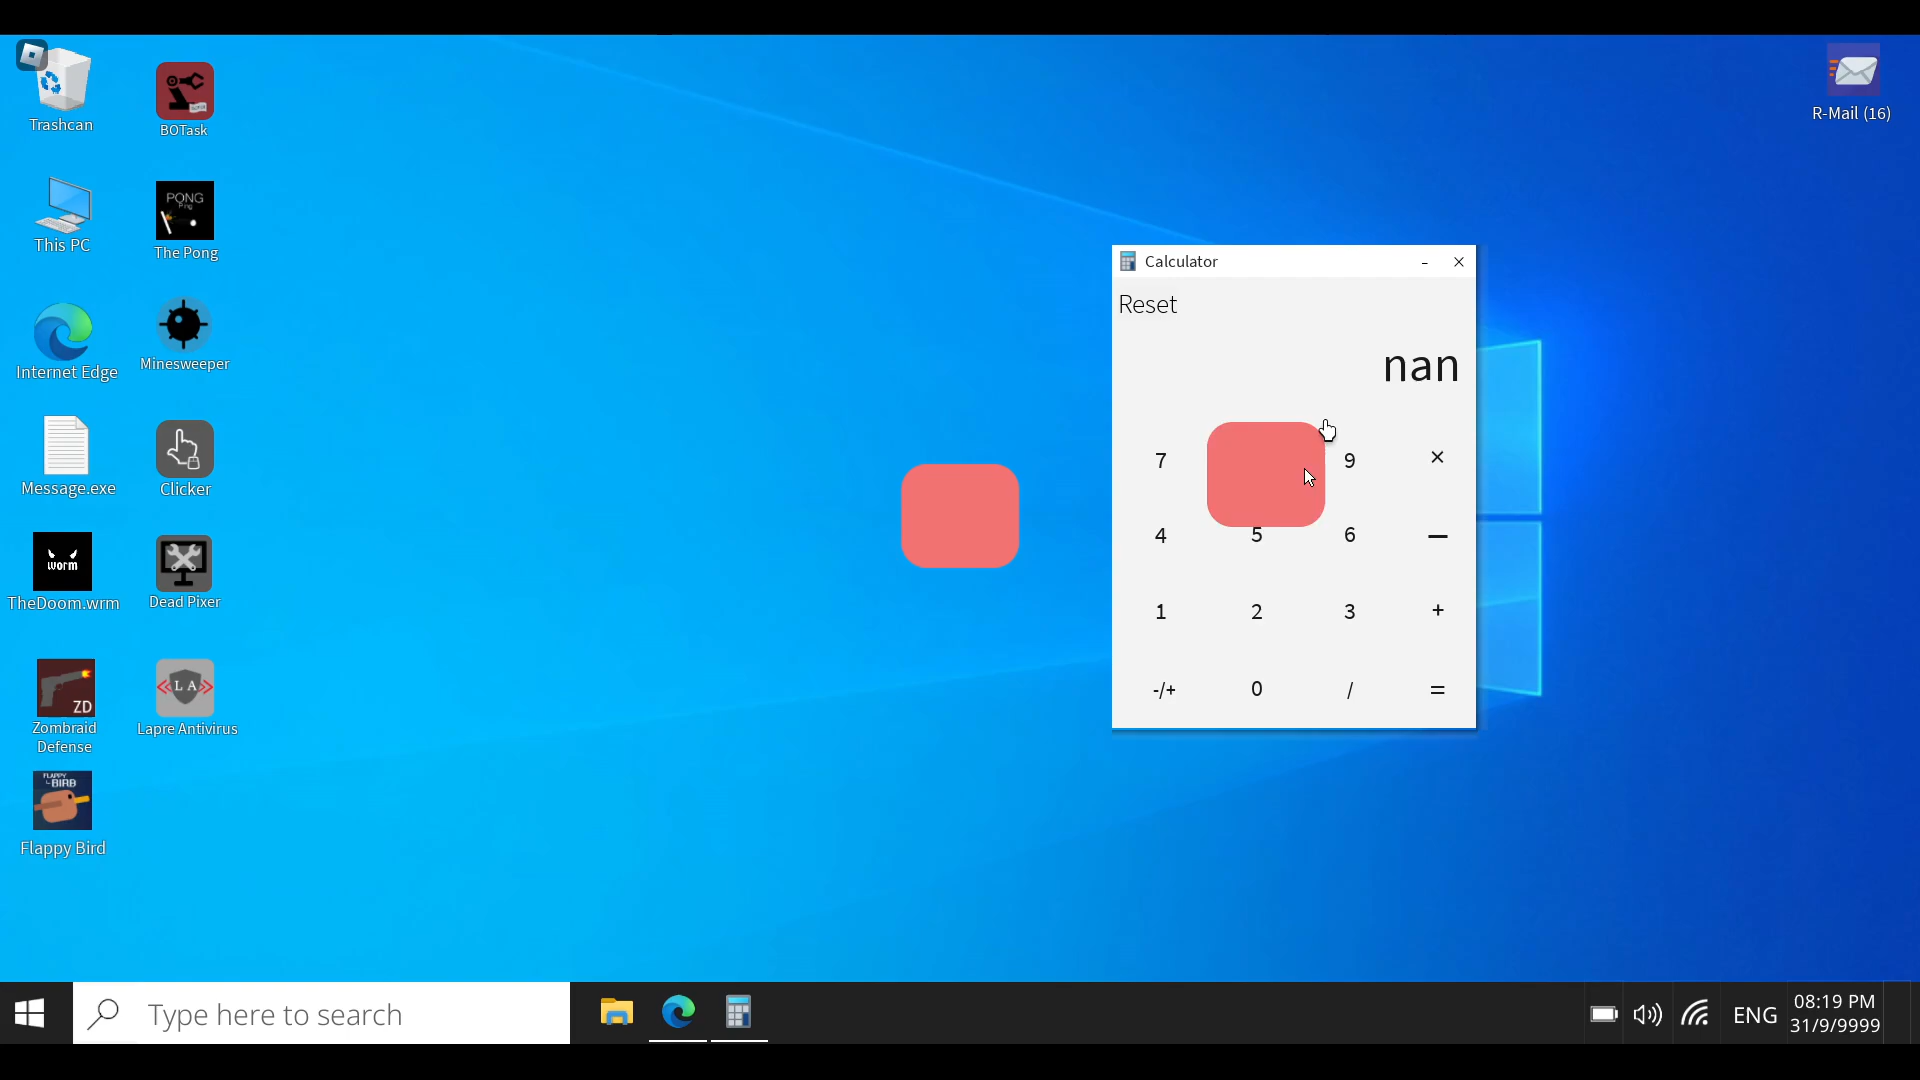 Trashcan
BOTask
R-Mail (16)
This PC
PONG
Ping
The Pong
Internet Edge
Minesweeper
Message.exe
Clicker
worm
TheDoom.wrm
Dead Pixer
ZD
Zombraid
Defense
LA
Lapre Antivirus
FLAPPY
BIRD
Flappy Bird
Calculator
Reset
nan
7 9 ×
4 5 6 —
1 2 3 +
-/+ 0 / =
Type here to search
ENG
08:19 PM
31/9/9999